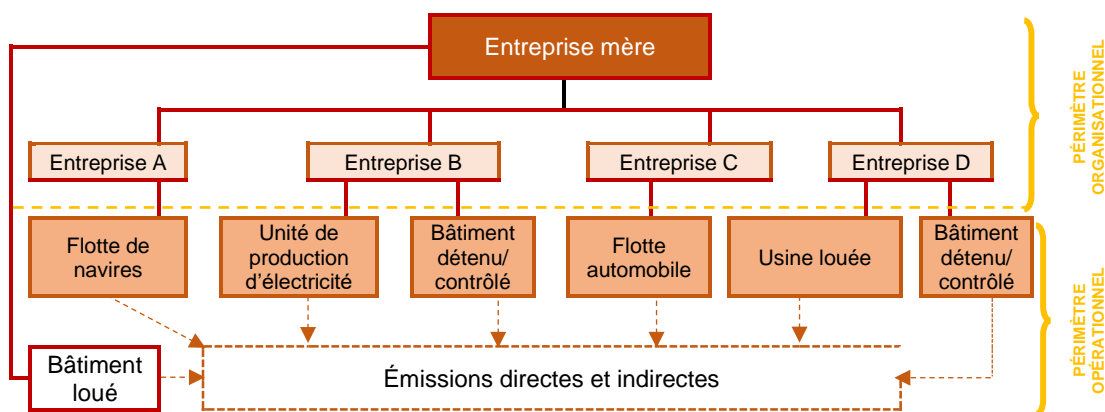 Entreprise mère
PÉRIMÈTRE
ORGANISATIONNEL
Entreprise A
Entreprise B
Entreprise C
Entreprise D
Flotte de
navires
Unité de
production
d'électricité
Bâtiment
détenu/
contrôlé
Flotte
automobile
Usine louée
Bâtiment
détenu/
contrôlé
PÉRIMÈTRE
OPÉRATIONNEL
Bâtiment
loué
Émissions directes et indirectes